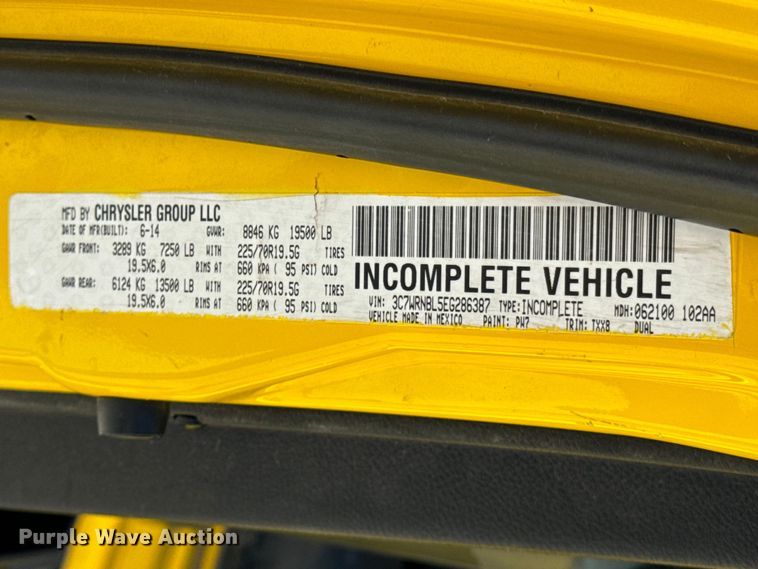 MFD BY CHRYSLER GROUP LLC
DATE OF MFR(BUILT): 6-14 GVWR: 8846 KG 19500 LB
GAWR FRONT: 3289 KG 7250 LB WITH 225/70R19.5G TIRES
19.5X6.0 RIMS AT 660 KPA ( 95 PSI) COLD
GAWR REAR: 6124 KG 13500 LB WITH 225/70R19.5G TIRES
19.5X6.0 RIMS AT 660 KPA ( 95 PSI) COLD
INCOMPLETE VEHICLE
VIN: 3C7WRNBL5EG286387 TYPE: INCOMPLETE MDH: 062100 102AA
VEHICLE MADE IN MEXICO PAINT: PW7 TRIM: TXX8 DUAL
Purple Wave Auction